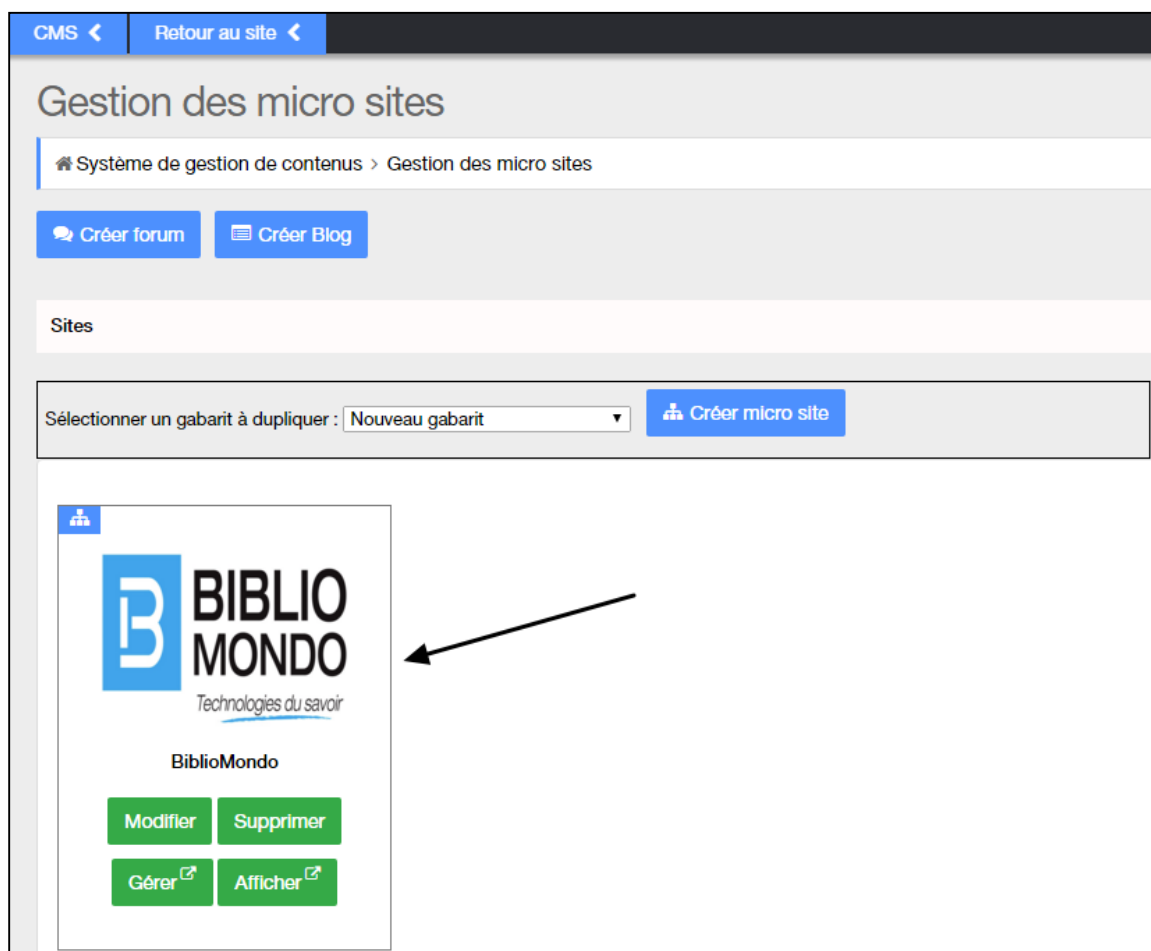 CMS
Retour au site
Gestion des micro sites
Système de gestion de contenus > Gestion des micro sites
Créer forum
Créer Blog
Sites
Sélectionner un gabarit à dupliquer :
Nouveau gabarit
Créer micro site
B
BIBLIO
MONDO
Technologies du savoir
BiblioMondo
Modifier
Supprimer
Gérer
Afficher